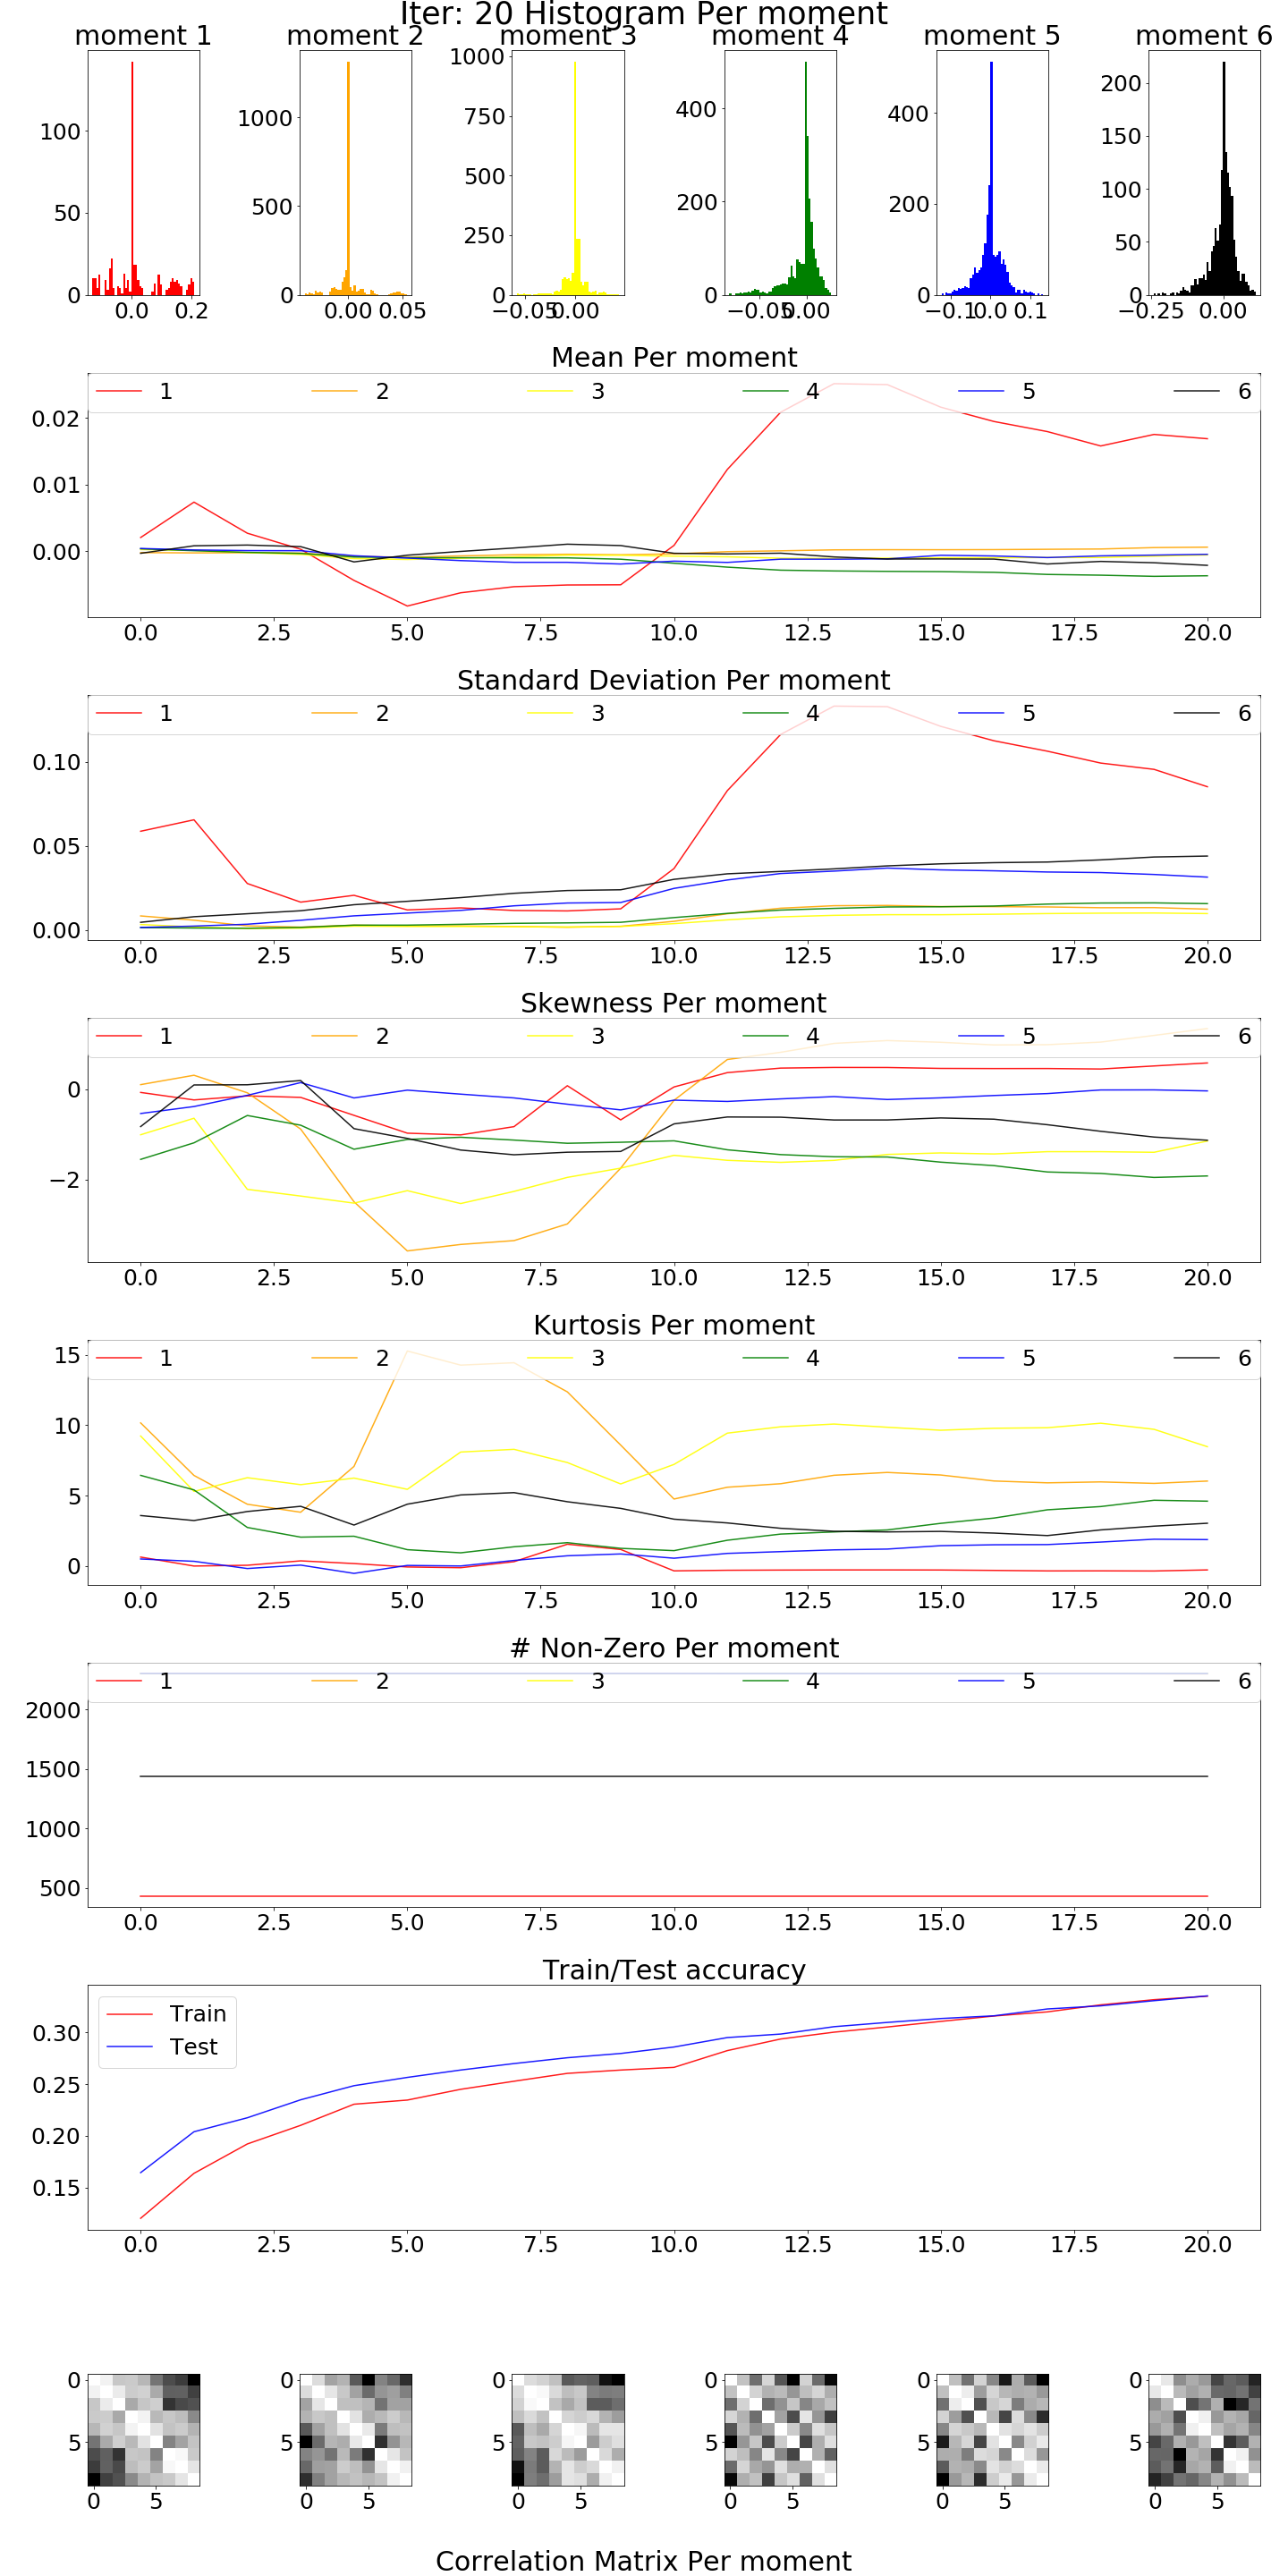 Iter: 20 Histogram Per moment
moment 1 moment 2 moment 3 moment 4 moment 5 moment 6
100
50
0
0.0 0.2
1000
500
0
0.00 0.05
1000
750
500
250
0
−0.05 0.00
400
200
0
−0.05 0.00
400
200
0
−0.1 0.0 0.1
200
150
100
50
0
−0.25 0.00
Mean Per moment
1 2 3 4 5 6
0.02
0.01
0.00
0.0 2.5 5.0 7.5 10.0 12.5 15.0 17.5 20.0
Standard Deviation Per moment
1 2 3 4 5 6
0.10
0.05
0.00
0.0 2.5 5.0 7.5 10.0 12.5 15.0 17.5 20.0
Skewness Per moment
1 2 3 4 5 6
0
−2
0.0 2.5 5.0 7.5 10.0 12.5 15.0 17.5 20.0
Kurtosis Per moment
1 2 3 4 5 6
15
10
5
0
0.0 2.5 5.0 7.5 10.0 12.5 15.0 17.5 20.0
# Non-Zero Per moment
1 2 3 4 5 6
2000
1500
1000
500
0.0 2.5 5.0 7.5 10.0 12.5 15.0 17.5 20.0
Train/Test accuracy
Train
Test
0.30
0.25
0.20
0.15
0.0 2.5 5.0 7.5 10.0 12.5 15.0 17.5 20.0
0 0 0 0 0 0
5 5 5 5 5 5
0 5 0 5 0 5 0 5 0 5 0 5
Correlation Matrix Per moment